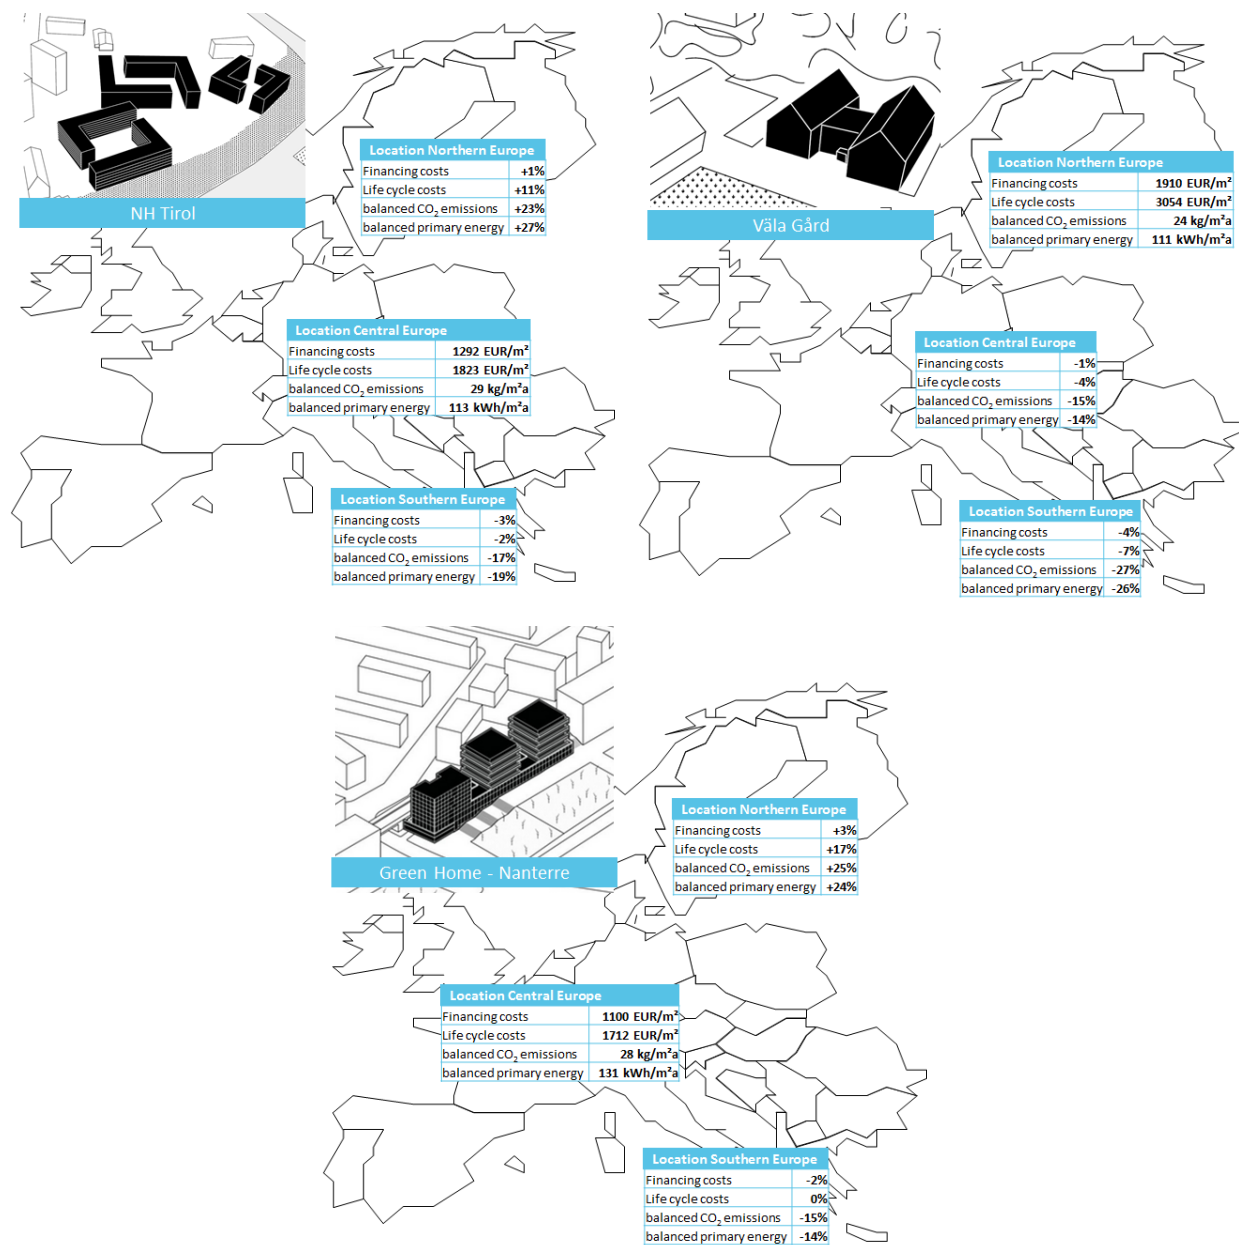 NH Tirol
Location Northern Europe
Financing costs +1%
Life cycle costs +11%
balanced CO₂ emissions +23%
balanced primary energy +27%
Location Central Europe
Financing costs 1292 EUR/m²
Life cycle costs 1823 EUR/m²
balanced CO₂ emissions 29 kg/m²a
balanced primary energy 113 kWh/m²a
Location Southern Europe
Financing costs -3%
Life cycle costs -2%
balanced CO₂ emissions -17%
balanced primary energy -19%
Väla Gård
Location Northern Europe
Financing costs 1910 EUR/m²
Life cycle costs 3054 EUR/m²
balanced CO₂ emissions 24 kg/m²a
balanced primary energy 111 kWh/m²a
Location Central Europe
Financing costs -1%
Life cycle costs -4%
balanced CO₂ emissions -15%
balanced primary energy -14%
Location Southern Europe
Financing costs -4%
Life cycle costs -7%
balanced CO₂ emissions -27%
balanced primary energy -26%
Green Home - Nanterre
Location Northern Europe
Financing costs +3%
Life cycle costs +17%
balanced CO₂ emissions +25%
balanced primary energy +24%
Location Central Europe
Financing costs 1100 EUR/m²
Life cycle costs 1712 EUR/m²
balanced CO₂ emissions 28 kg/m²a
balanced primary energy 131 kWh/m²a
Location Southern Europe
Financing costs -2%
Life cycle costs 0%
balanced CO₂ emissions -15%
balanced primary energy -14%